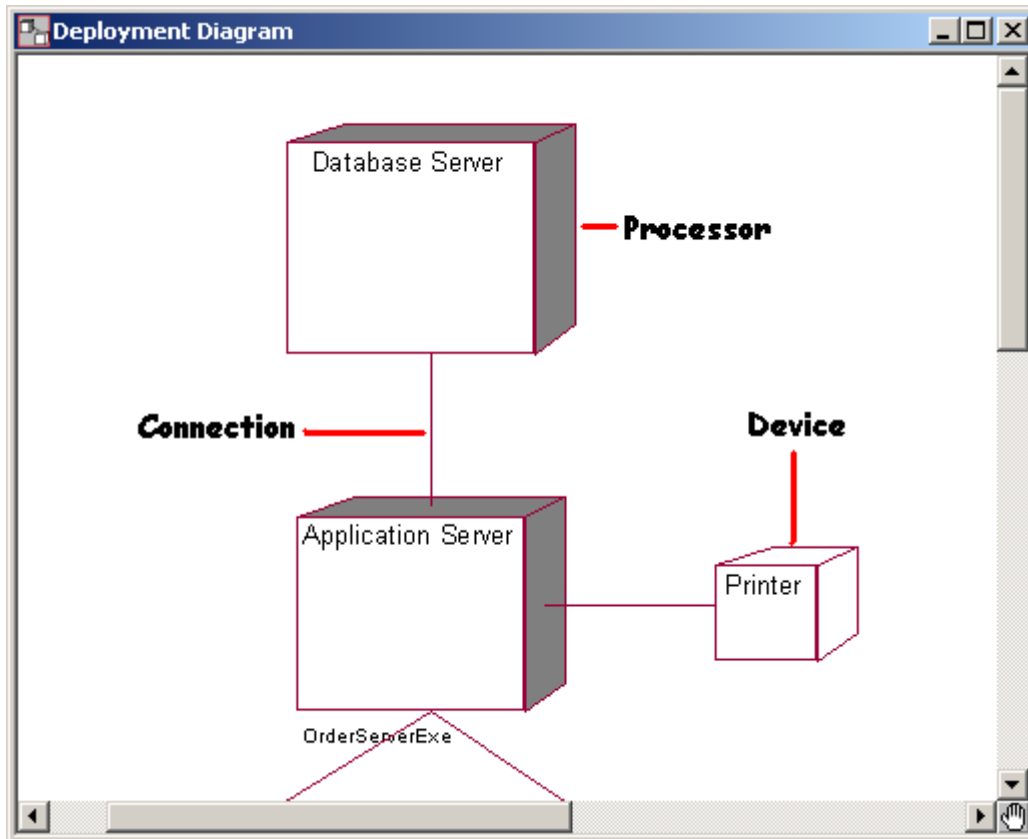 Deployment Diagram
Database Server
Processor
Connection
Device
Application Server
Printer
OrderServerExe